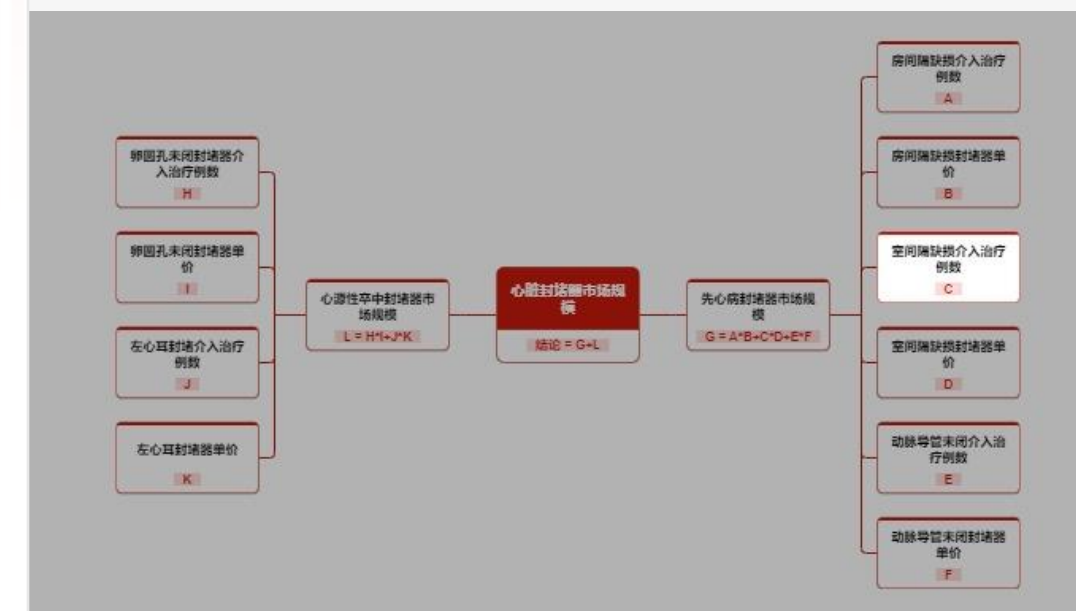 房间隔缺损介入治疗
例数
A
卵圆孔未闭封堵器介
入治疗例数
H
房间隔缺损封堵器单
价
B
卵圆孔未闭封堵器单
价
I
室间隔缺损介入治疗
例数
C
心源性卒中封堵器市
场规模
L = H*I+J*K
心脏封堵器市场规
模
结论 = G+L
先心病封堵器市场规
模
G = A*B+C*D+E*F
左心耳封堵介入治疗
例数
J
室间隔缺损封堵器单
价
D
左心耳封堵器单价
K
动脉导管未闭介入治
疗例数
E
动脉导管未闭封堵器
单价
F